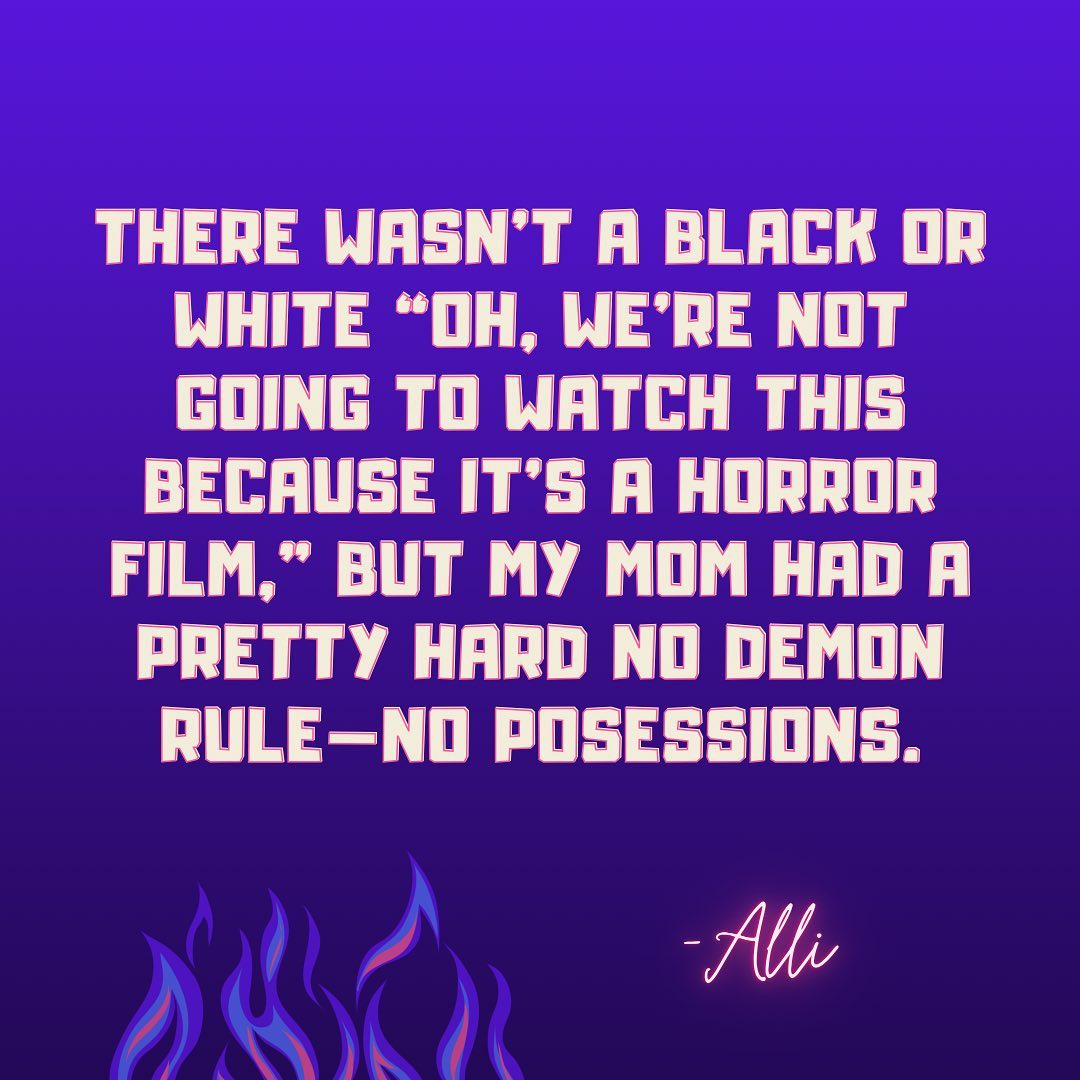 THERE WASN’T A BLACK OR
WHITE “OH, WE’RE NOT
GOING TO WATCH THIS
BECAUSE IT’S A HORROR
FILM,” BUT MY MOM HAD A
PRETTY HARD NO DEMON
RULE—NO POSESSIONS.
-Alli